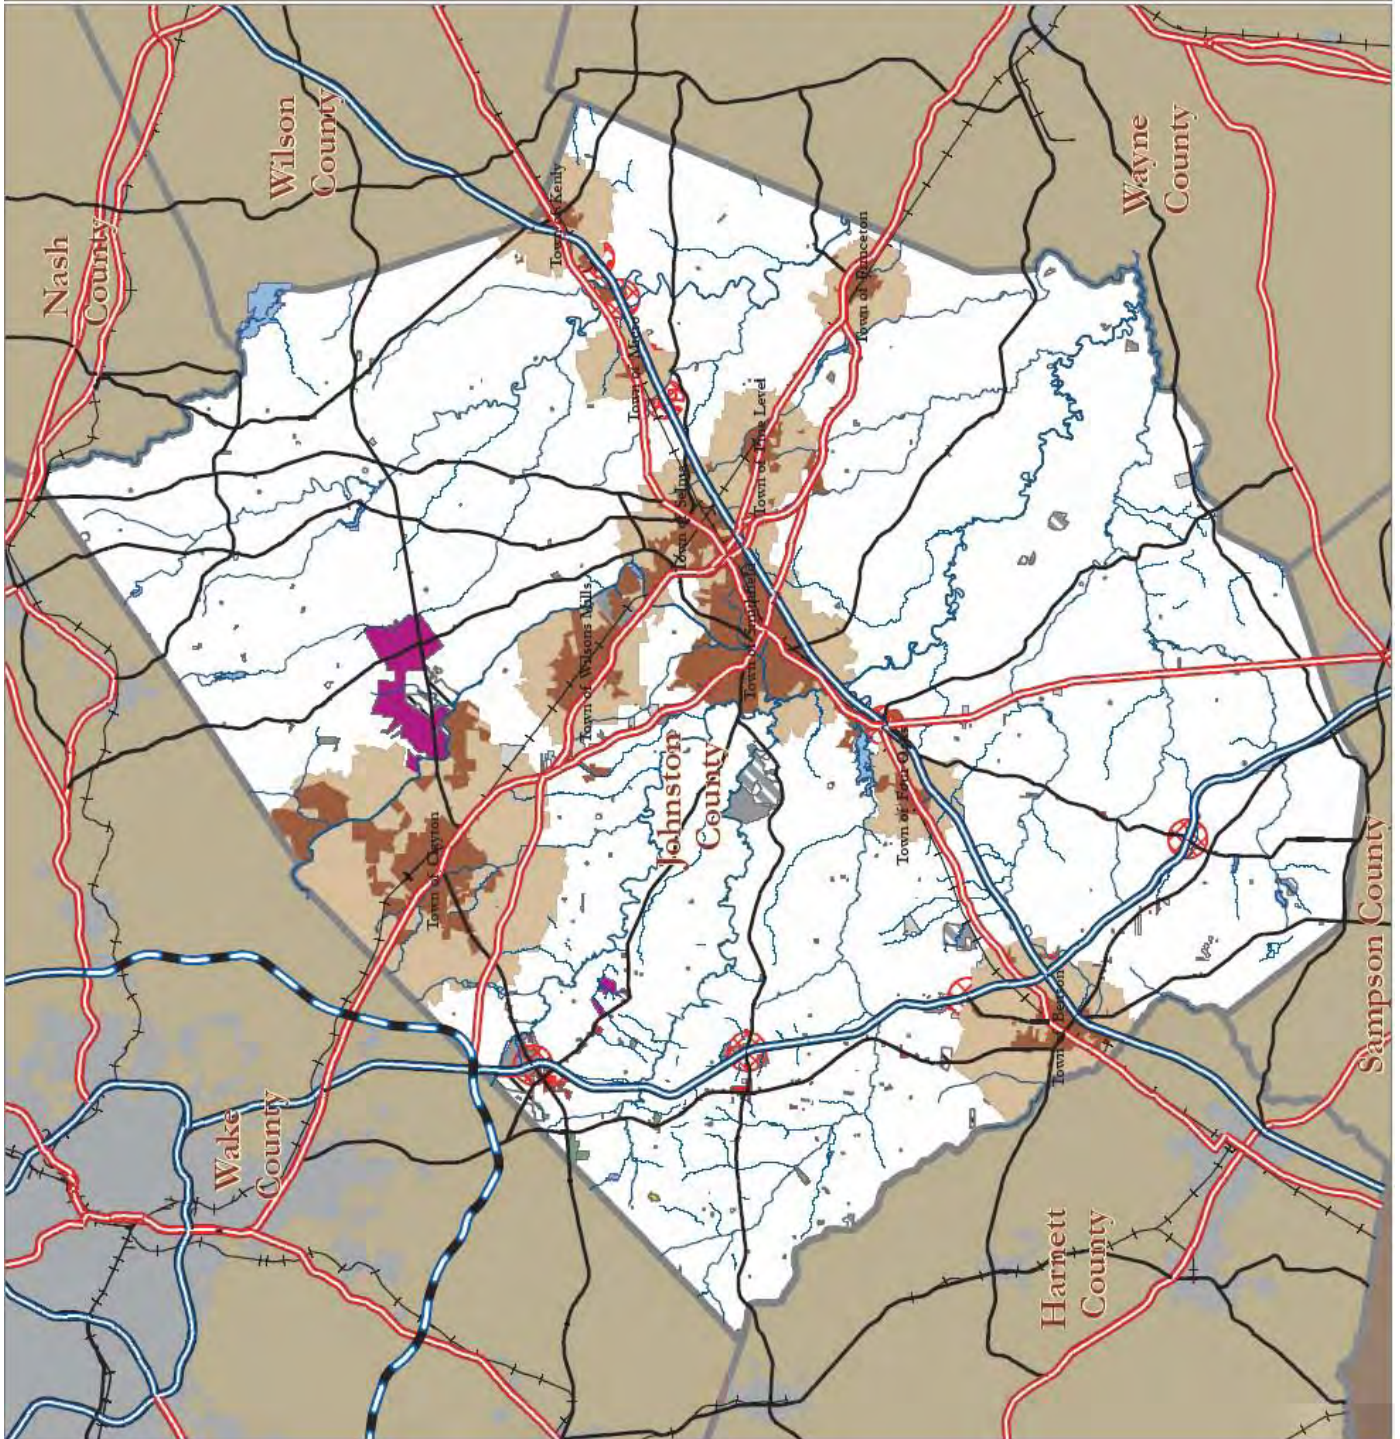 Nash
County
Wilson
County
Wayne
County
Town of Kenly
Town of Princeton
Town of Micro
Town of Pine Level
Town of Selma
Town of Smithfield
Town of Wilsons Mills
Johnston
County
Town of Clayton
Town of Four Oaks
Town
Benson
Wake
County
Harnett
County
Sampson County